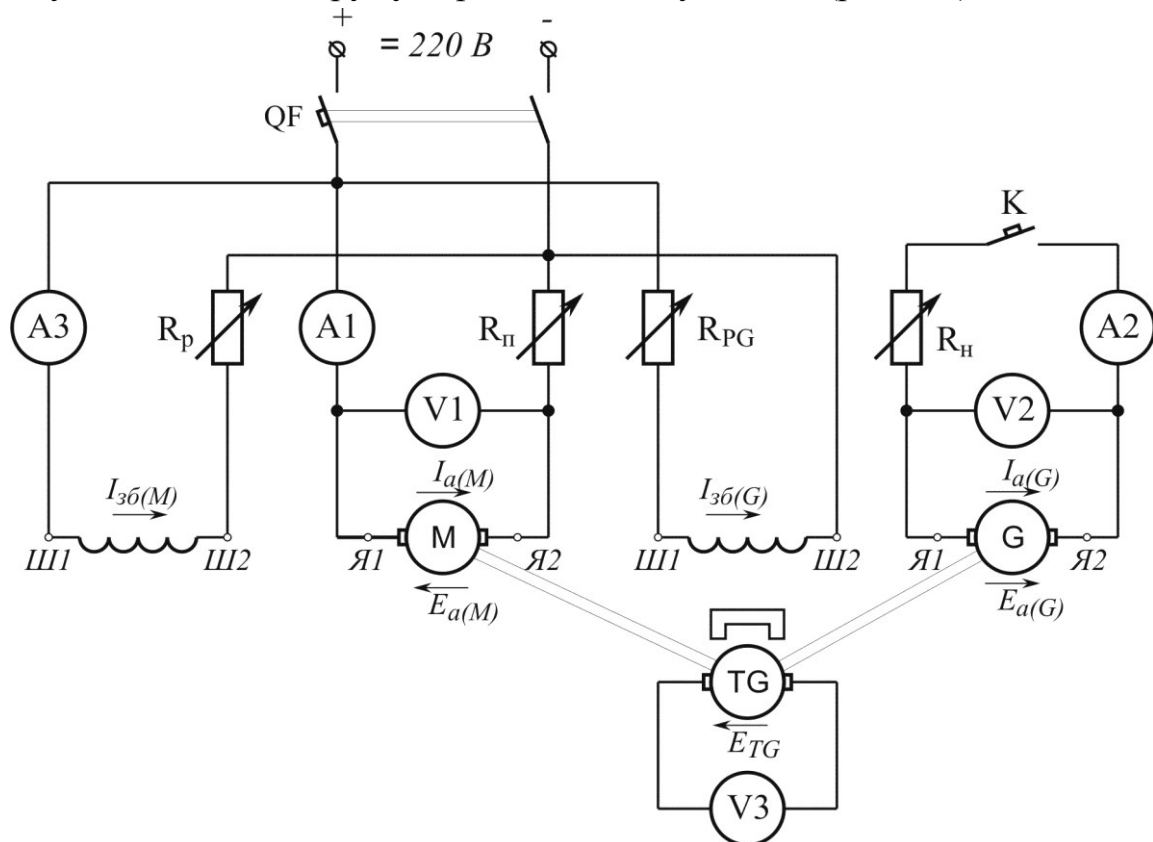 + -
= 220 В
QF
K
A3 Rр A1 Rп RPG Rн A2
V1 V2
Iзб(М) Ia(M) Iзб(G) Ia(G)
Ш1 Ш2 Я1 M Я2 Ш1 Ш2 Я1 G Я2
Ea(M) Ea(G)
TG
ETG
V3